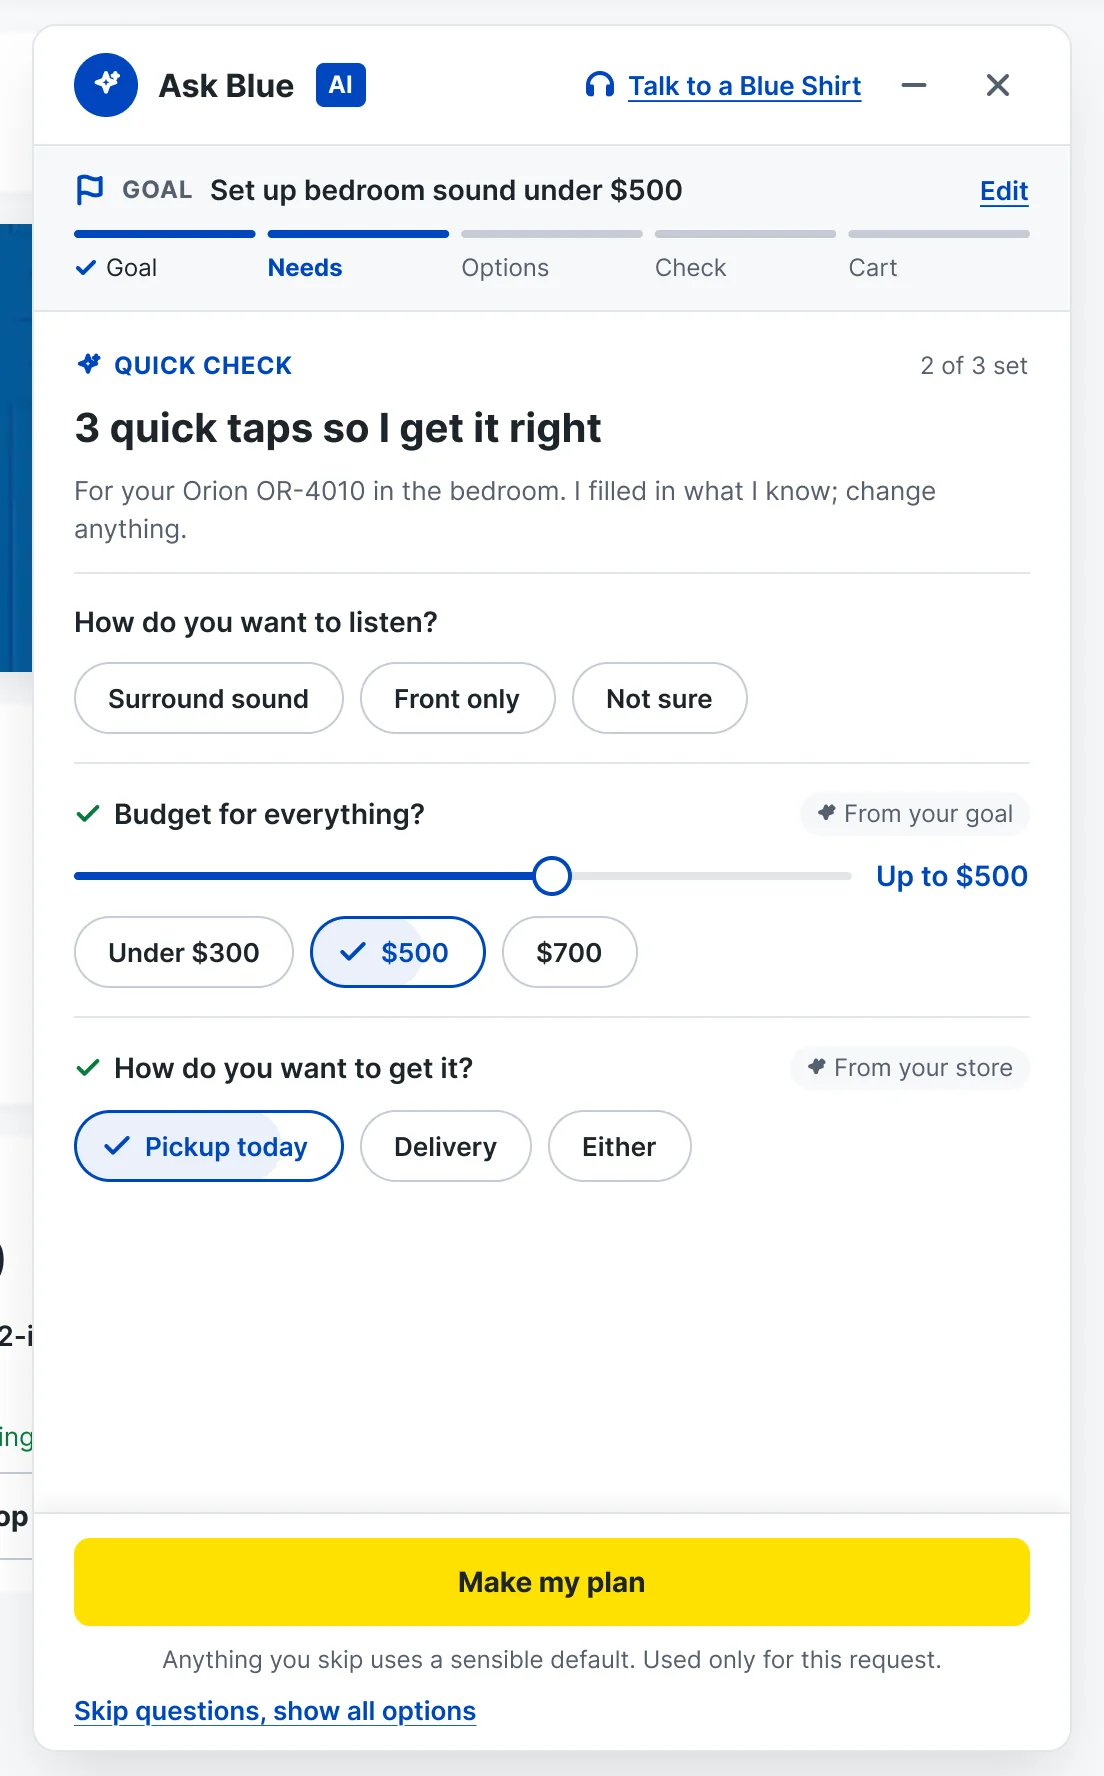 Ask Blue AI Talk to a Blue Shirt
GOAL Set up bedroom sound under $500 Edit
Goal Needs Options Check Cart
QUICK CHECK 2 of 3 set
3 quick taps so I get it right
For your Orion OR-4010 in the bedroom. I filled in what I know; change
anything.
How do you want to listen?
Surround sound Front only Not sure
Budget for everything? From your goal
Up to $500
Under $300 $500 $700
How do you want to get it? From your store
Pickup today Delivery Either
Make my plan
Anything you skip uses a sensible default. Used only for this request.
Skip questions, show all options